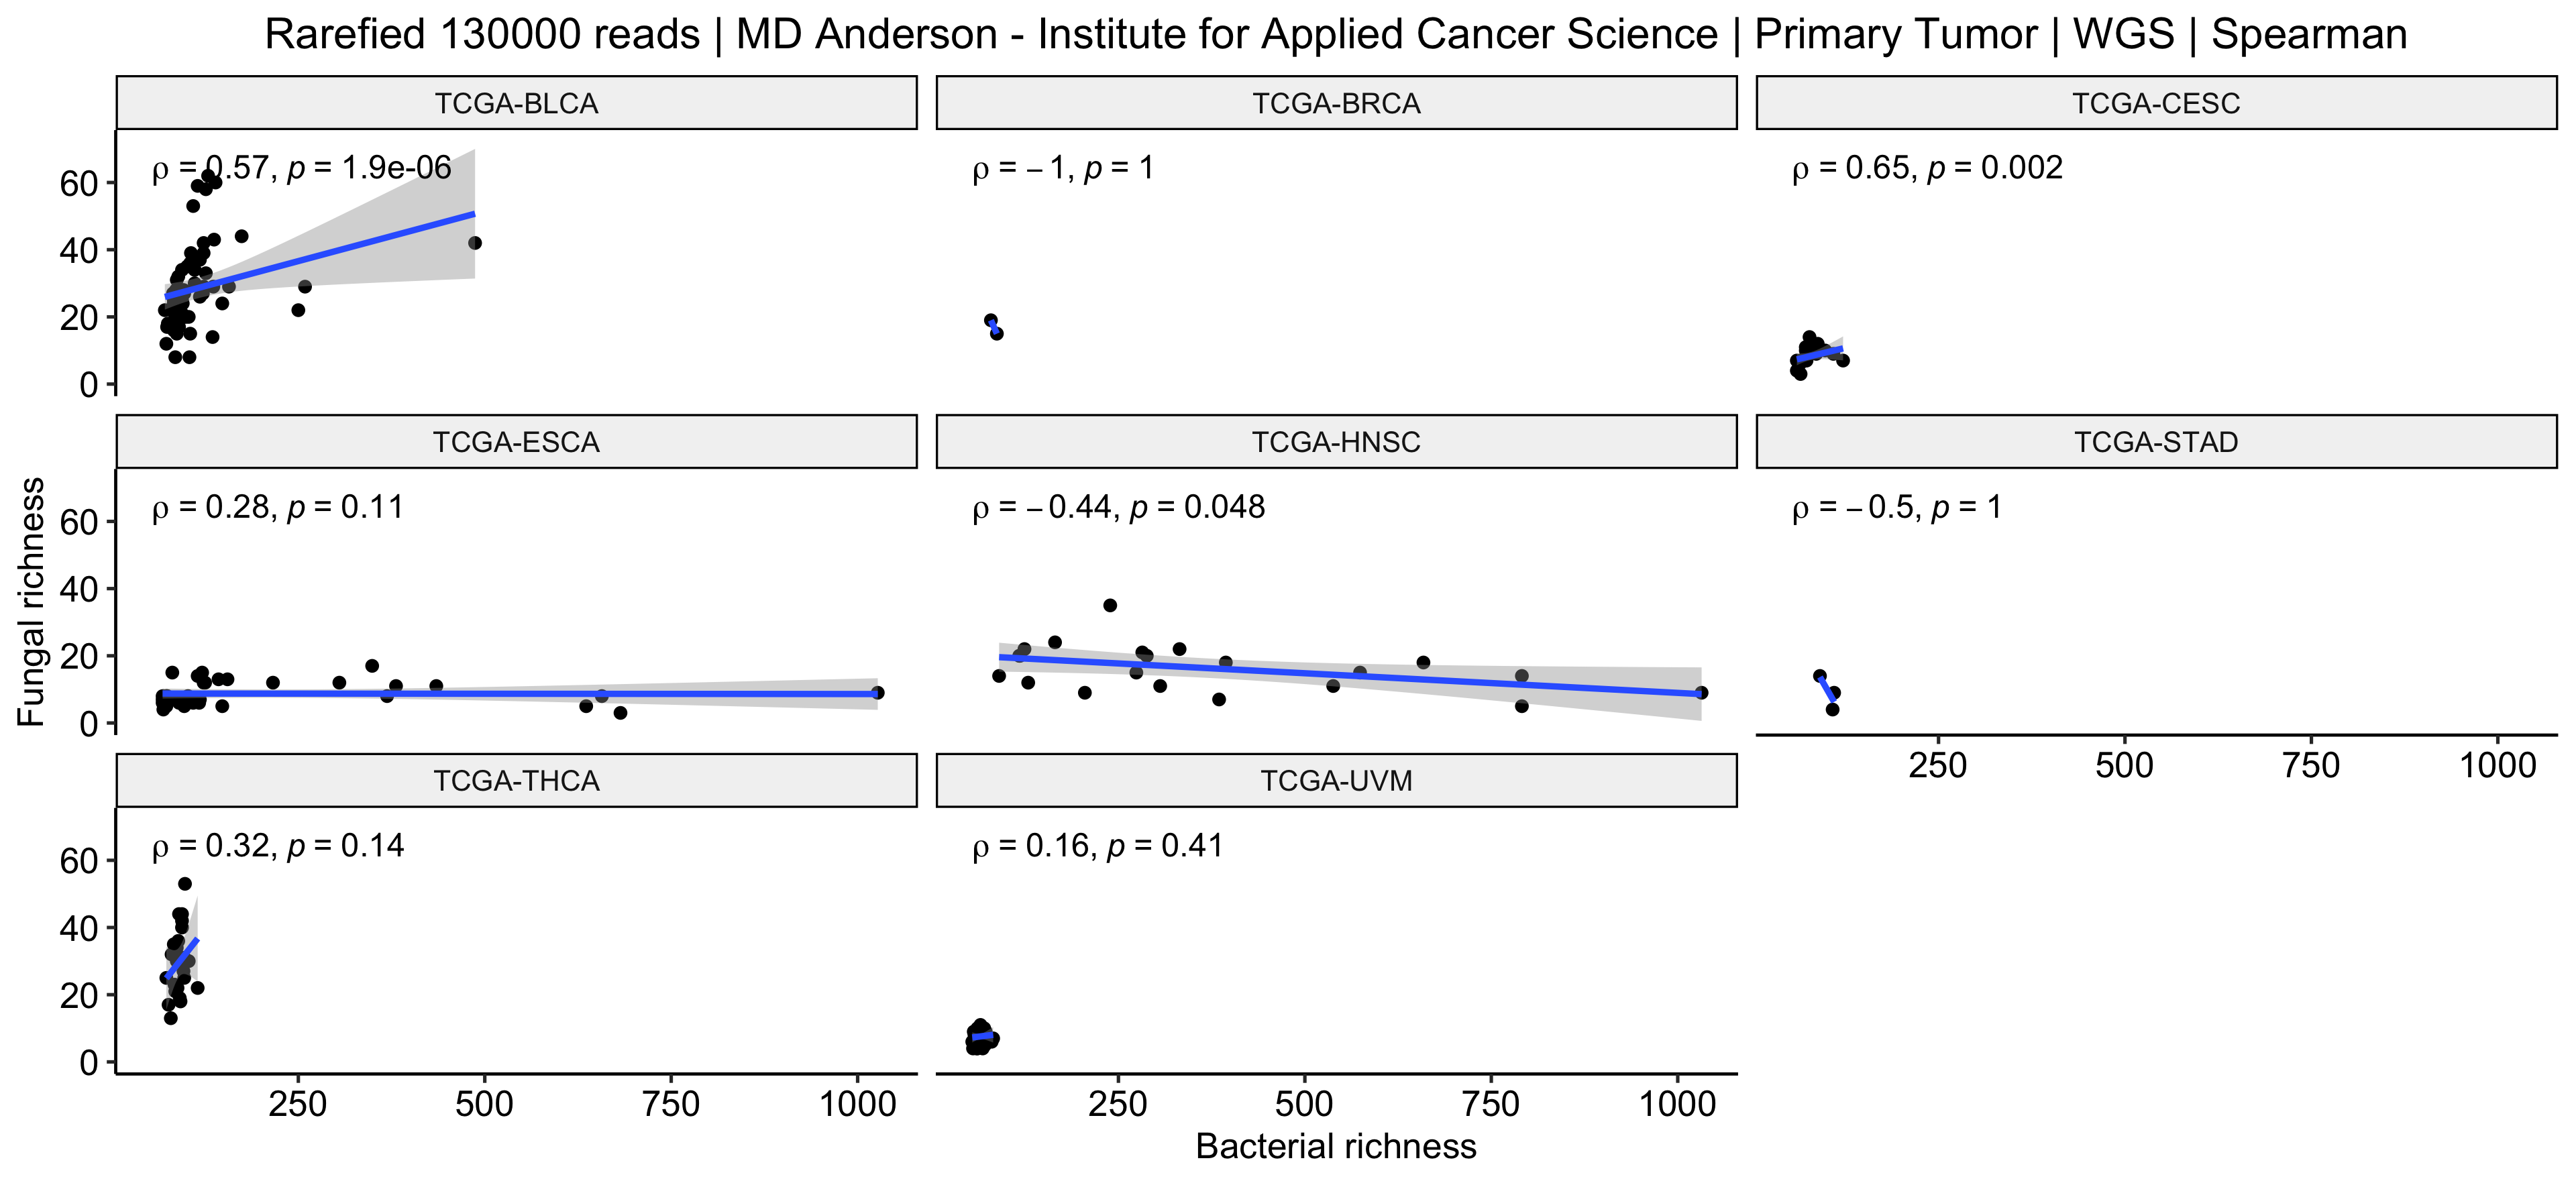 Rarefied 130000 reads | MD Anderson - Institute for Applied Cancer Science | Primary Tumor | WGS | Spearman
TCGA-BLCA
TCGA-BRCA
TCGA-CESC
ρ = 0.57, p = 1.9e-06
ρ = −1, p = 1
ρ = 0.65, p = 0.002
60
40
20
0
TCGA-ESCA
TCGA-HNSC
TCGA-STAD
ρ = 0.28, p = 0.11
ρ = −0.44, p = 0.048
ρ = −0.5, p = 1
60
40
20
0
Fungal richness
250 500 750 1000
TCGA-THCA
TCGA-UVM
ρ = 0.32, p = 0.14
ρ = 0.16, p = 0.41
60
40
20
0
250 500 750 1000
250 500 750 1000
Bacterial richness